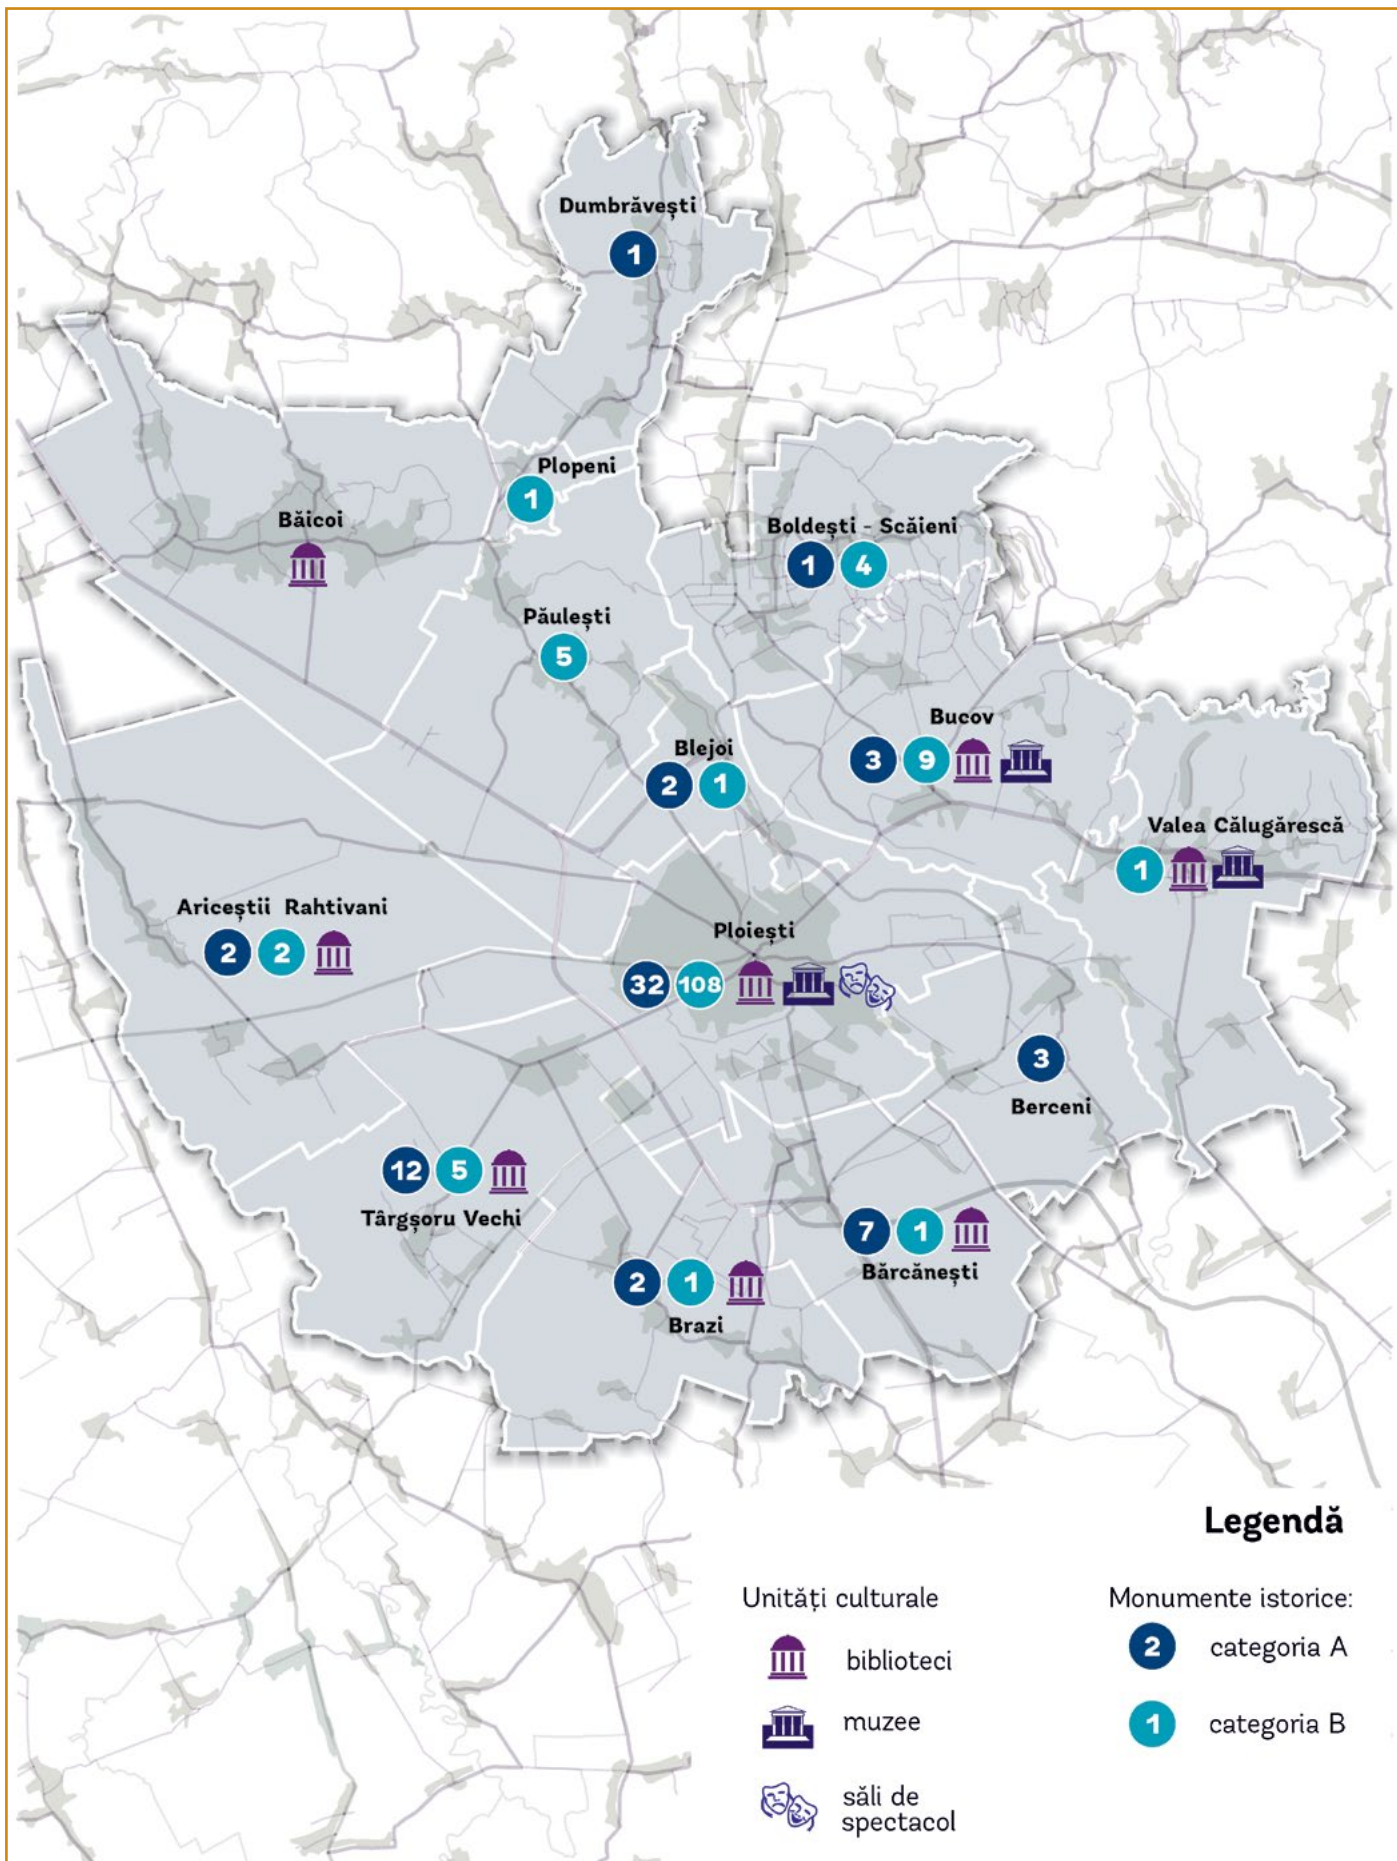 Dumbrăvești
1
Plopeni
1
Băicoi
Boldești - Scăieni
1 4
Păulești
5
Bucov
3 9
Blejoi
2 1
Valea Călugărescă
1
Ariceștii Rahtivani
2 2
Ploiești
32 108
3
Berceni
12 5
Târgșoru Vechi
7 1
Bărcănești
2 1
Brazi
Legendă
Unități culturale
biblioteci
muzee
săli de
spectacol
Monumente istorice:
2 categoria A
1 categoria B